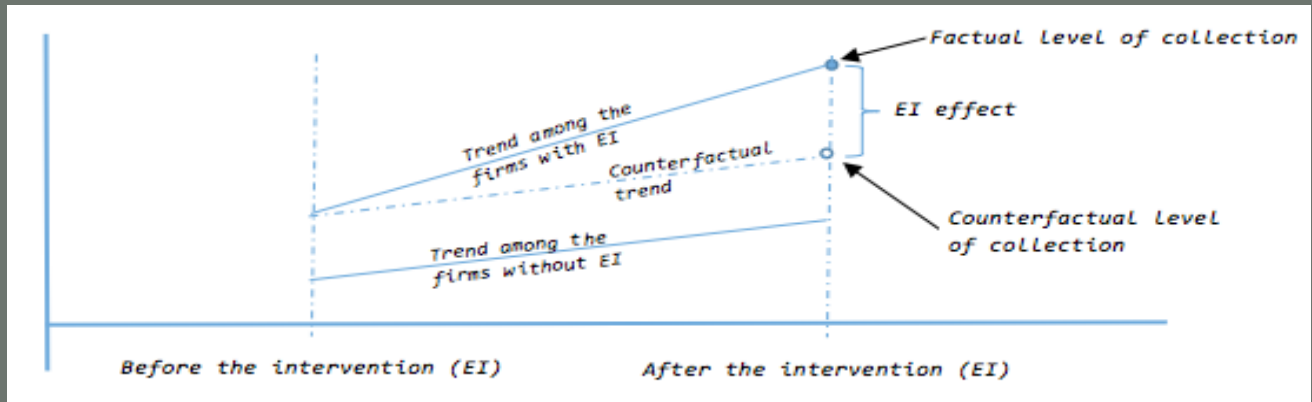 Factual level of collection
Trend among the
firms with EI
EI effect
Counterfactual
trend
Counterfactual level
of collection
Trend among the
firms without EI
Before the intervention (EI)
After the intervention (EI)